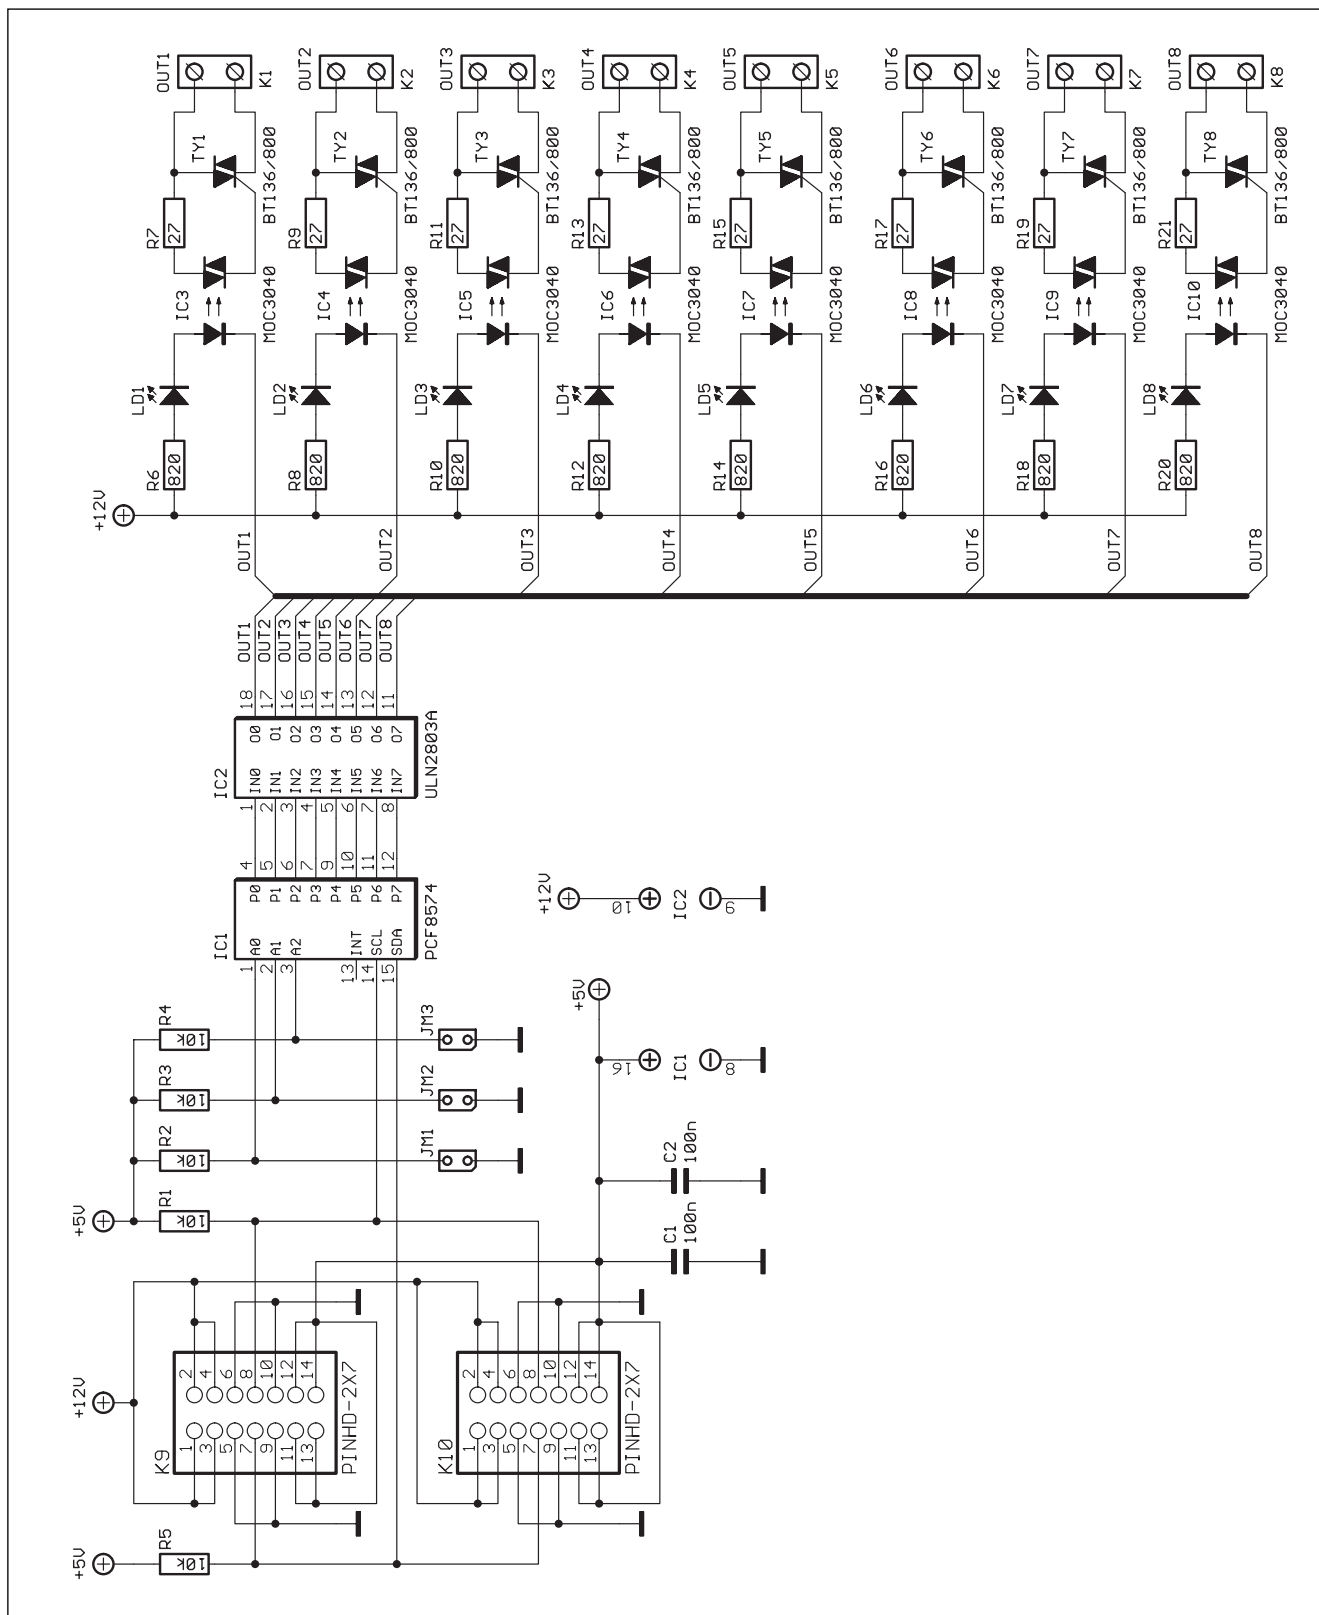 OUT1
K1
TY1
BT136/800
R7
27
IC3
MOC3040
LD1
R6
820
OUT1
OUT2
K2
TY2
BT136/800
R9
27
IC4
MOC3040
LD2
R8
820
OUT2
OUT3
K3
TY3
BT136/800
R11
27
IC5
MOC3040
LD3
R10
820
OUT3
OUT4
K4
TY4
BT136/800
R13
27
IC6
MOC3040
LD4
R12
820
OUT4
OUT5
K5
TY5
BT136/800
R15
27
IC7
MOC3040
LD5
R14
820
OUT5
OUT6
K6
TY6
BT136/800
R17
27
IC8
MOC3040
LD6
R16
820
OUT6
OUT7
K7
TY7
BT136/800
R19
27
IC9
MOC3040
LD7
R18
820
OUT7
OUT8
K8
TY8
BT136/800
R21
27
IC10
MOC3040
LD8
R20
820
OUT8
+12V
OUT1
OUT2
OUT3
OUT4
OUT5
OUT6
OUT7
OUT8
IC2
1 IN0 O0 18
2 IN1 O1 17
3 IN2 O2 16
4 IN3 O3 15
5 IN4 O4 14
6 IN5 O5 13
7 IN6 O6 12
8 IN7 O7 11
ULN2803A
IC1
1 A0 P0 4
2 A1 P1 5
3 A2 P2 6
P3 7
P4 9
13 INT P5 10
14 SCL P6 11
15 SDA P7 12
PCF8574
+12V
10
IC2
9
+5V
16
IC1
8
R4
10k
JM3
R3
10k
JM2
R2
10k
JM1
+5V
R1
10k
C2
100n
C1
100n
+12V
K9
1 2
3 4
5 6
7 8
9 10
11 12
13 14
PINHD-2X7
K10
1 2
3 4
5 6
7 8
9 10
11 12
13 14
PINHD-2X7
+5V
R5
10k